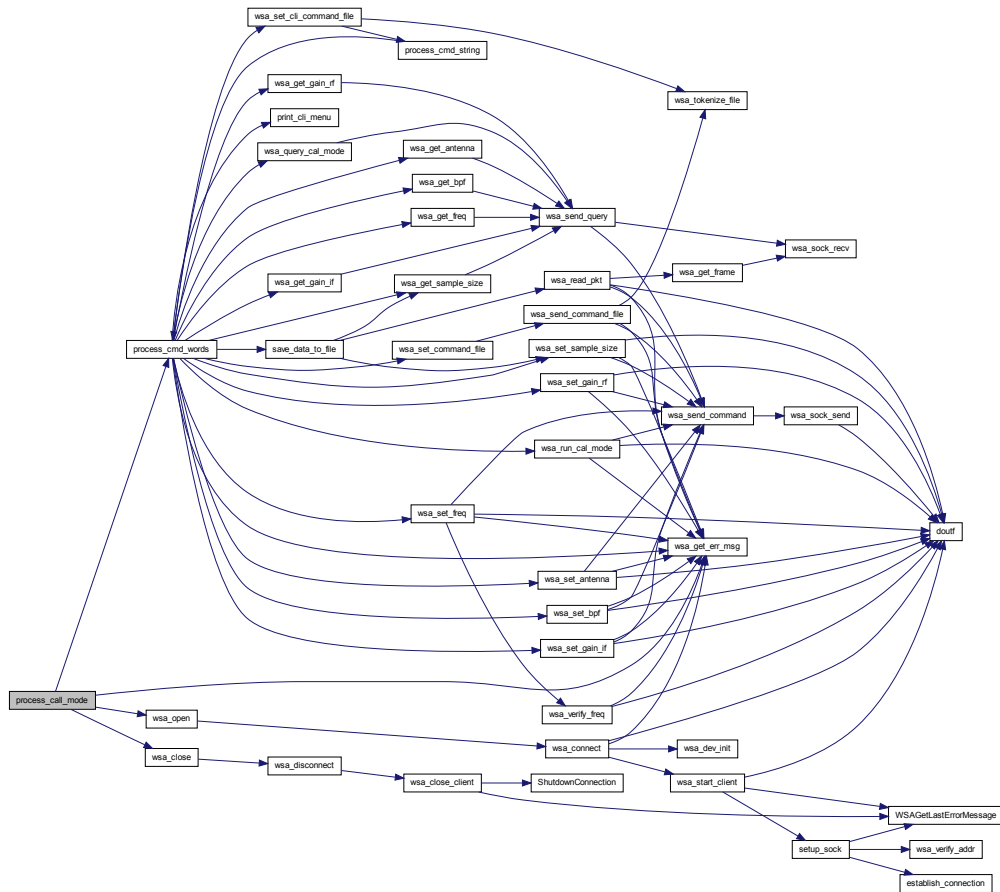 wsa_set_cli_command_file
process_cmd_string
wsa_get_gain_rf
wsa_tokenize_file
print_cli_menu
wsa_query_cal_mode
wsa_get_antenna
wsa_get_bpf
wsa_get_freq
wsa_send_query
wsa_sock_recv
wsa_get_frame
wsa_get_gain_if
wsa_get_sample_size
wsa_read_pkt
wsa_send_command_file
process_cmd_words
save_data_to_file
wsa_set_command_file
wsa_set_sample_size
wsa_set_gain_rf
wsa_send_command
wsa_sock_send
wsa_run_cal_mode
wsa_set_freq
doutf
wsa_get_err_msg
wsa_set_antenna
wsa_set_bpf
wsa_set_gain_if
process_call_mode
wsa_open
wsa_verify_freq
wsa_connect
wsa_dev_init
wsa_close
wsa_disconnect
wsa_close_client
ShutdownConnection
wsa_start_client
WSAGetLastErrorMessage
setup_sock
wsa_verify_addr
establish_connection